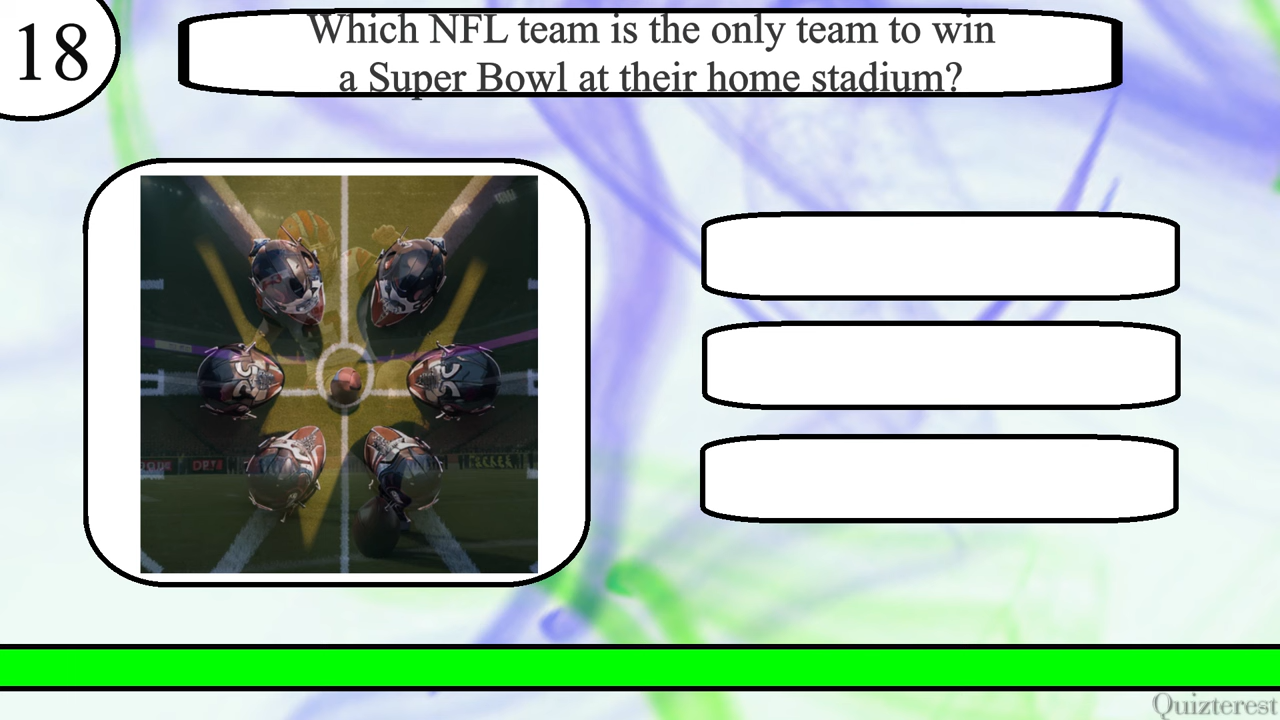 18
Which NFL team is the only team to win
a Super Bowl at their home stadium?
Quizterest